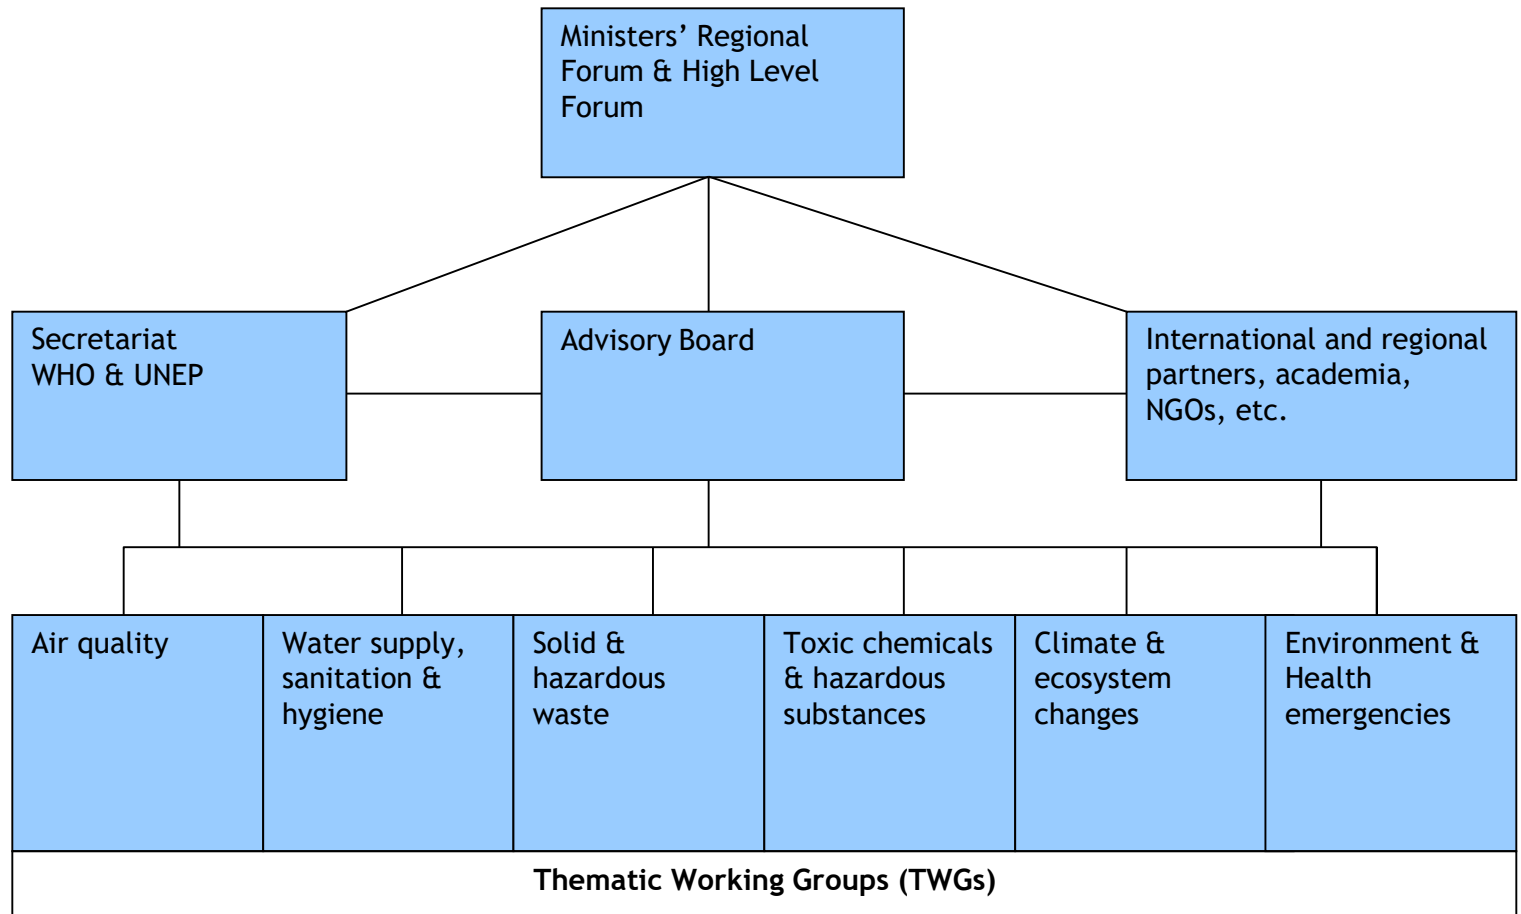 Ministers’ Regional
Forum & High Level
Forum
Secretariat
WHO & UNEP
Advisory Board
International and regional
partners, academia,
NGOs, etc.
Air quality
Water supply,
sanitation &
hygiene
Solid &
hazardous
waste
Toxic chemicals
& hazardous
substances
Climate &
ecosystem
changes
Environment &
Health
emergencies
Thematic Working Groups (TWGs)